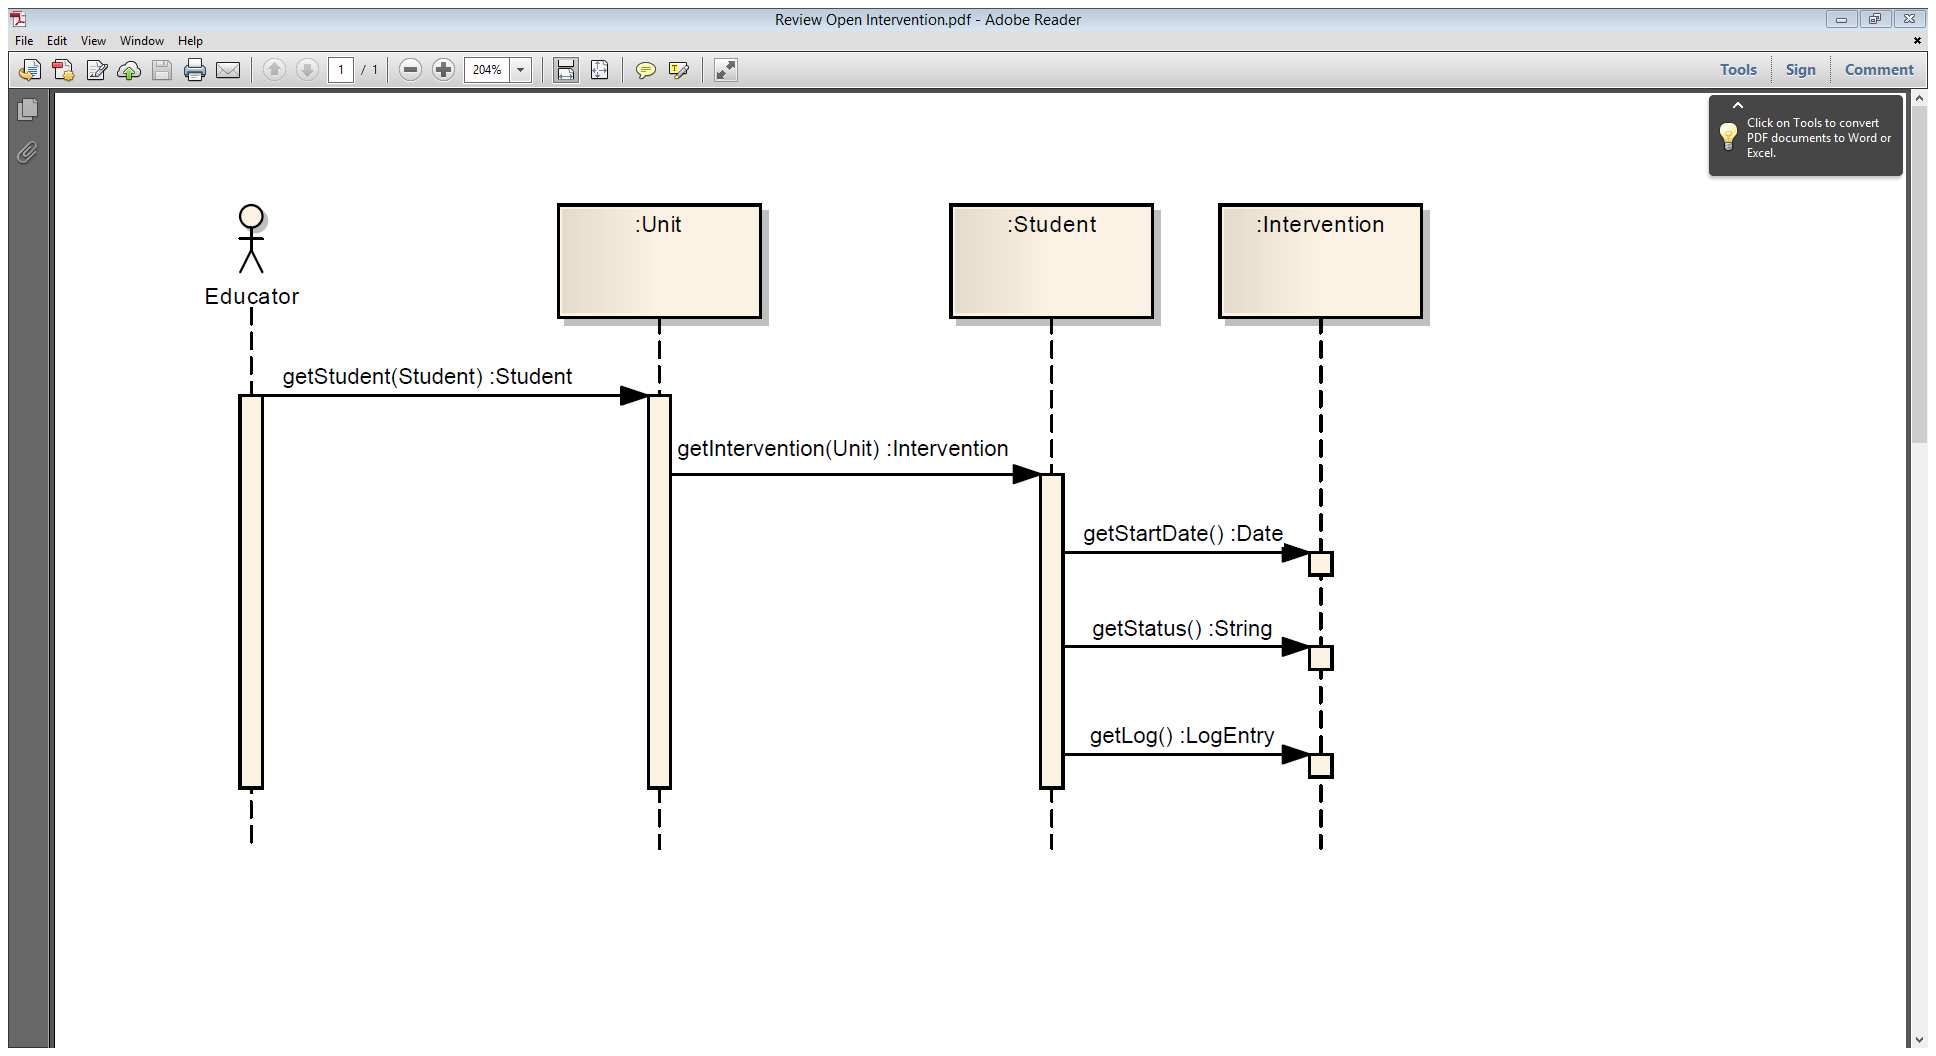 Review Open Intervention.pdf - Adobe Reader
File Edit View Window Help
1 / 1 204% Tools Sign Comment
Click on Tools to convert
PDF documents to Word or
Excel.
:Unit :Student :Intervention
Educator
getStudent(Student) :Student
getIntervention(Unit) :Intervention
getStartDate() :Date
getStatus() :String
getLog() :LogEntry